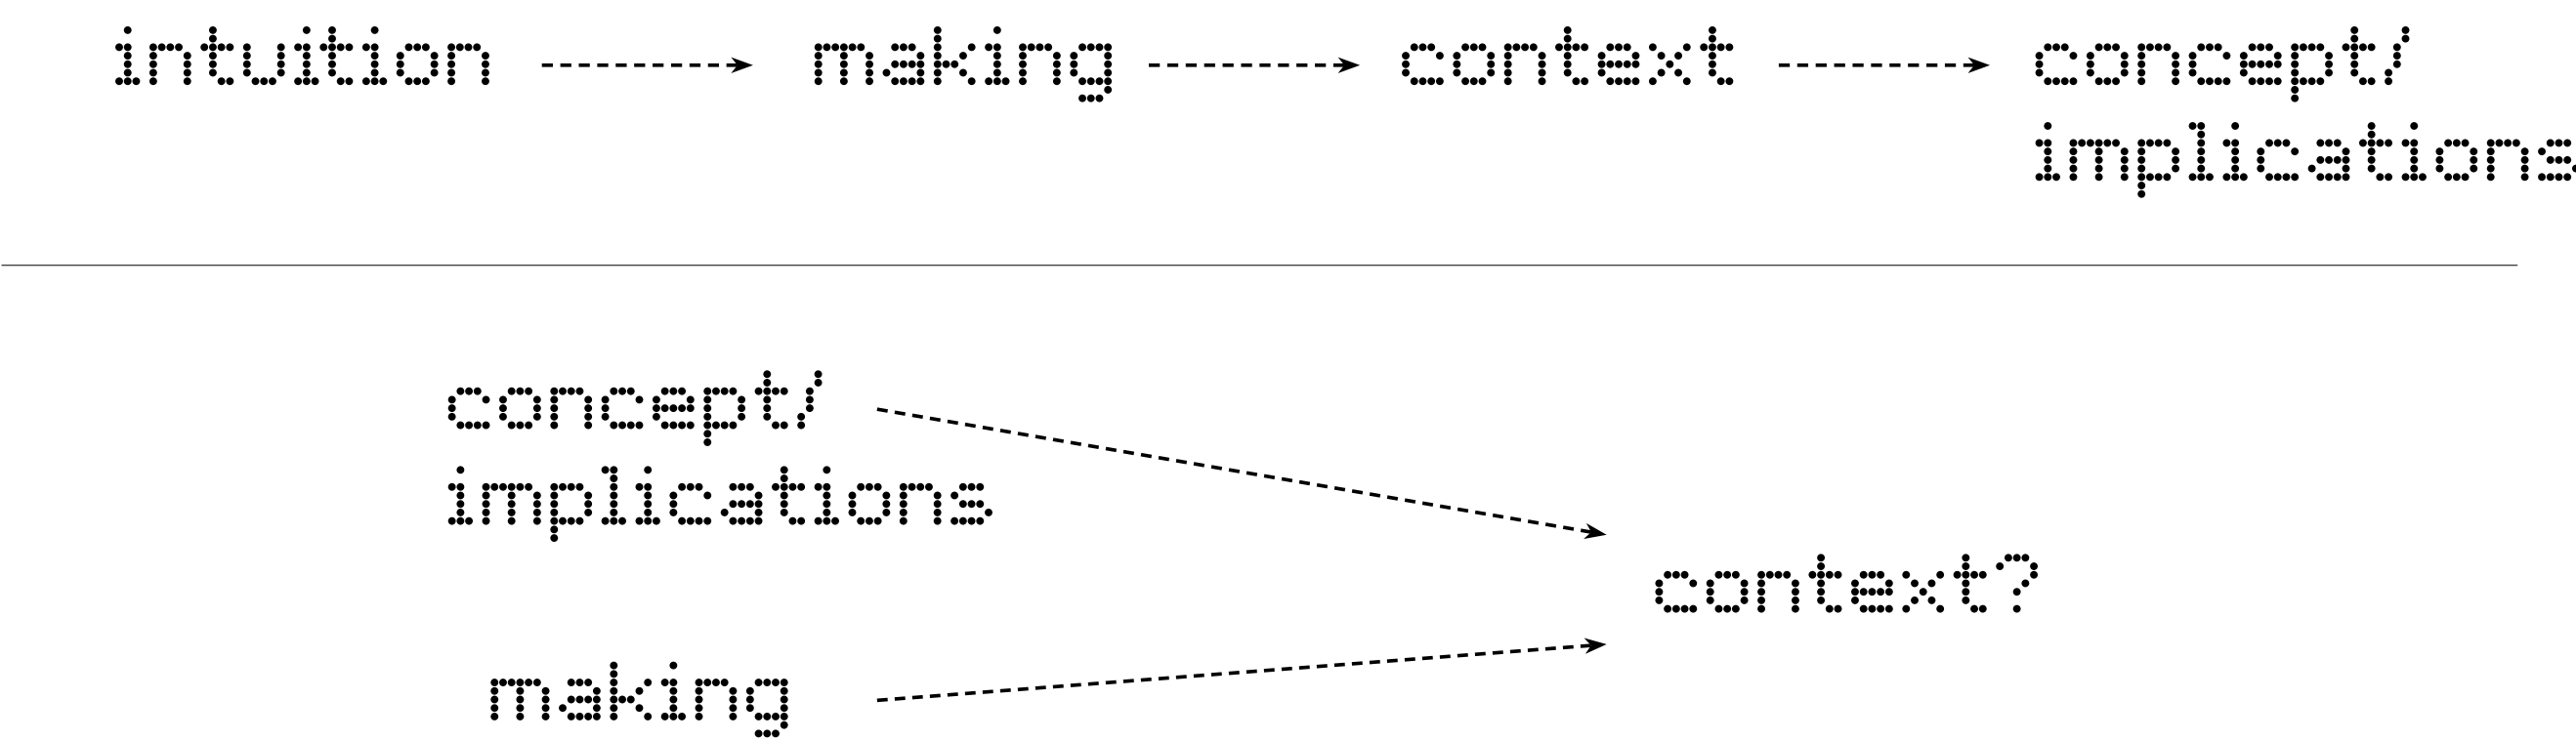 intuition making context concept/
implications
concept/
implications
context?
making